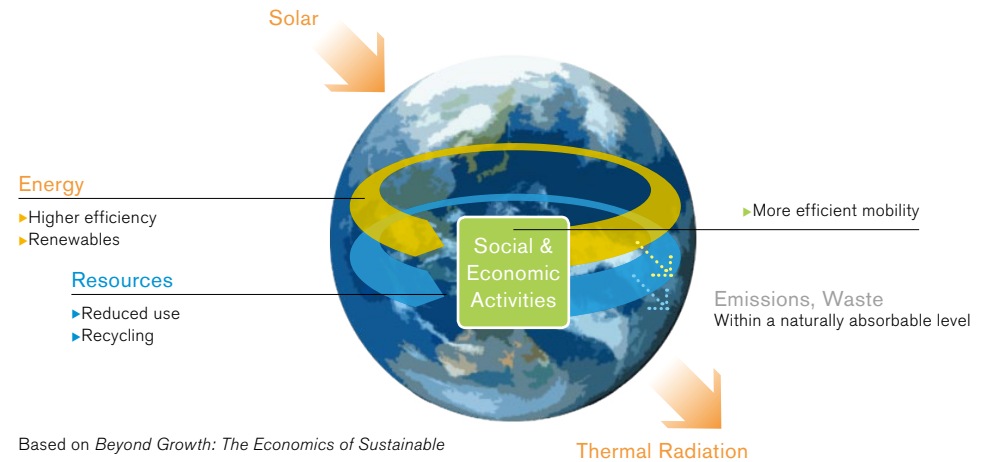 Solar
Energy
▶Higher efficiency
▶Renewables
Resources
▶Reduced use
▶Recycling
Social &
Economic
Activities
▶More efficient mobility
Emissions, Waste
Within a naturally absorbable level
Thermal Radiation
Based on Beyond Growth: The Economics of Sustainable